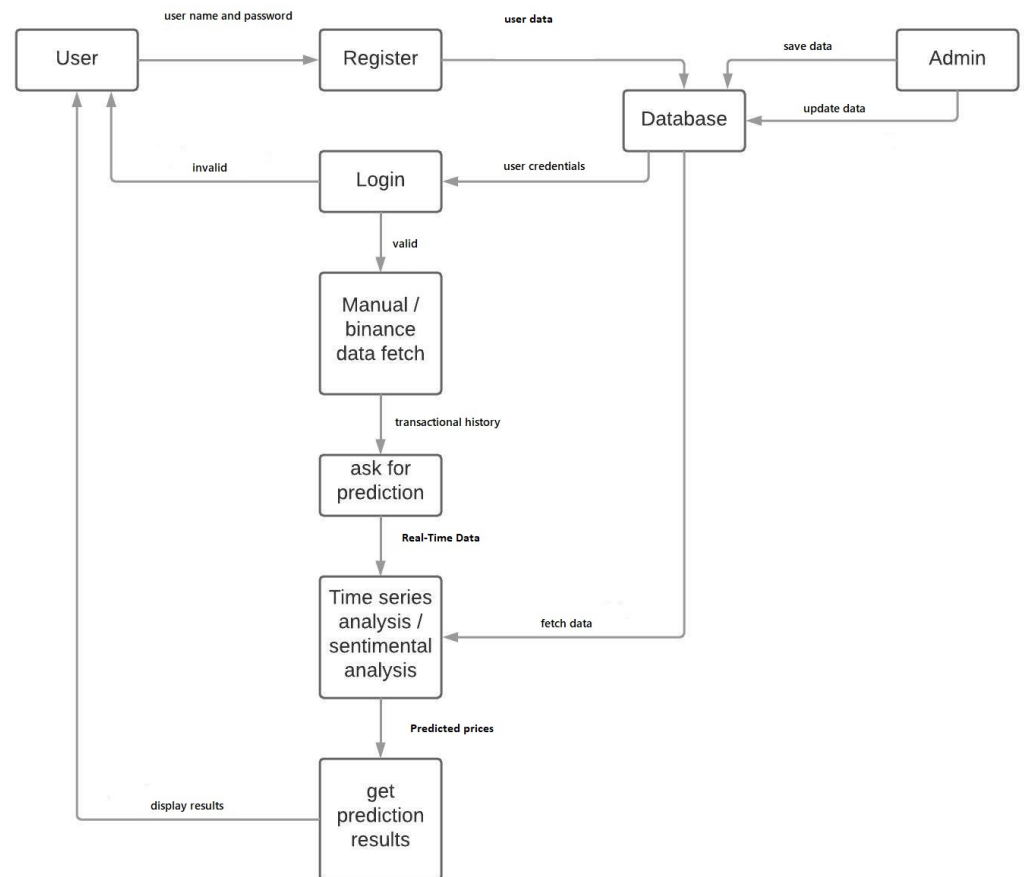 user name and password
user data
User
Register
save data
Admin
Database
update data
invalid
Login
user credentials
valid
Manual /
binance
data fetch
transactional history
ask for
prediction
Real-Time Data
Time series
analysis /
sentimental
analysis
fetch data
Predicted prices
get
prediction
results
display results